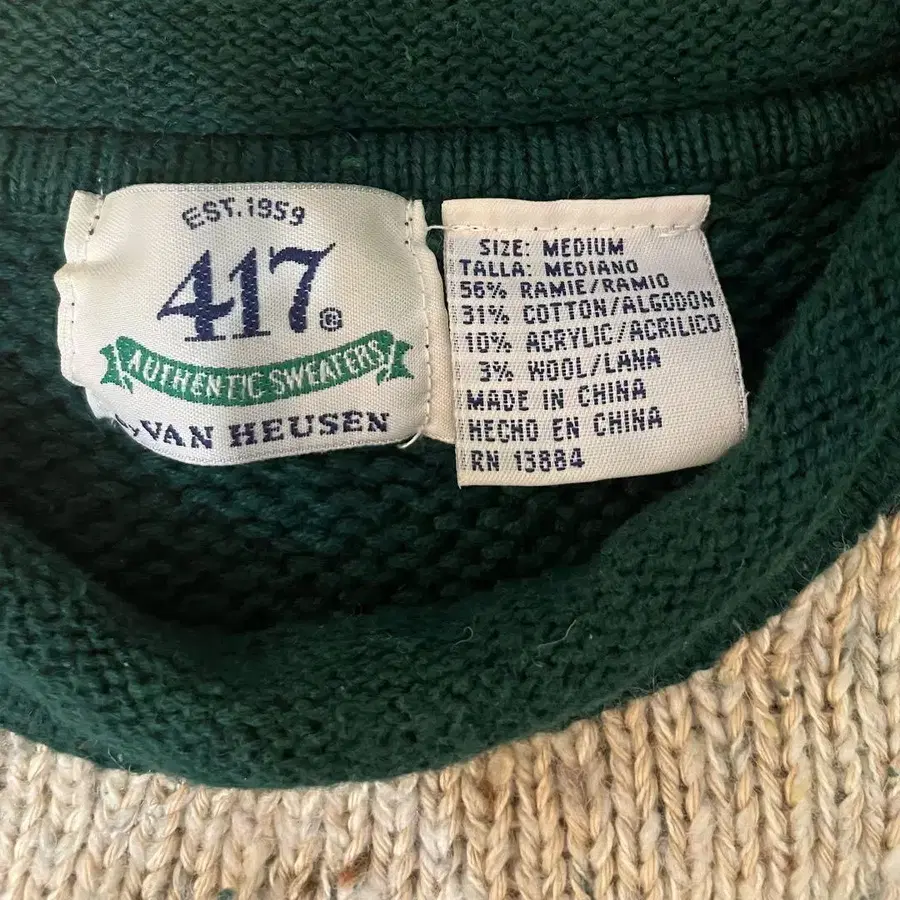 EST. 1959
417®
AUTHENTIC SWEATERS
VAN HEUSEN
SIZE: MEDIUM
TALLA: MEDIANO
56% RAMIE/RAMIO
31% COTTON/ALGODON
10% ACRYLIC/ACRILICO
3% WOOL/LANA
MADE IN CHINA
HECHO EN CHINA
RN 13884